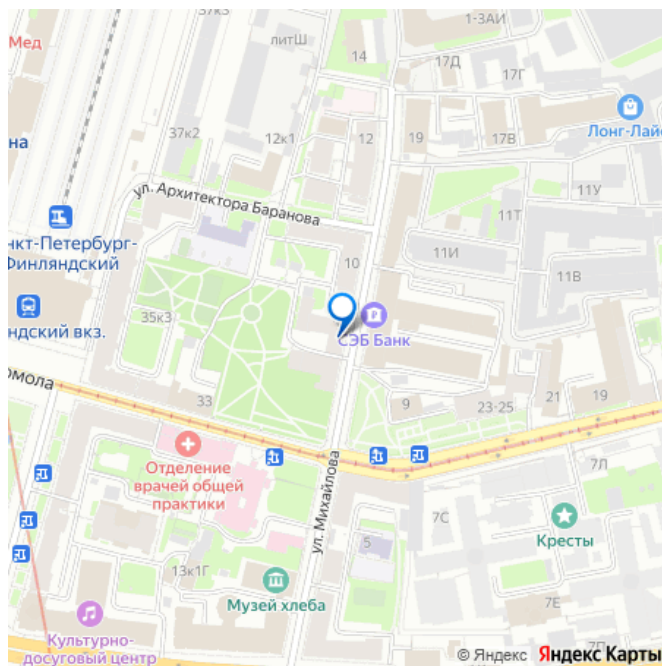 37к3
литШ
14
1-3АИ
Мед
17Д
17Г
Лонг-Лай
на
37к2
12к1
12
19
17В
ул. Архитектора Баранова
11У
11Т
нкт-Петербург-
Финляндский
10
11И
11В
ндский вкз.
35к3
СЭБ Банк
омола
33
9
23-25
21
19
Отделение
врачей общей
практики
ул. Михайлова
7Л
7С
Кресты
5
13к1Г
Музей хлеба
7Е
Культурно-
досуговый центр
7П
© Яндекс Яндекс Карты